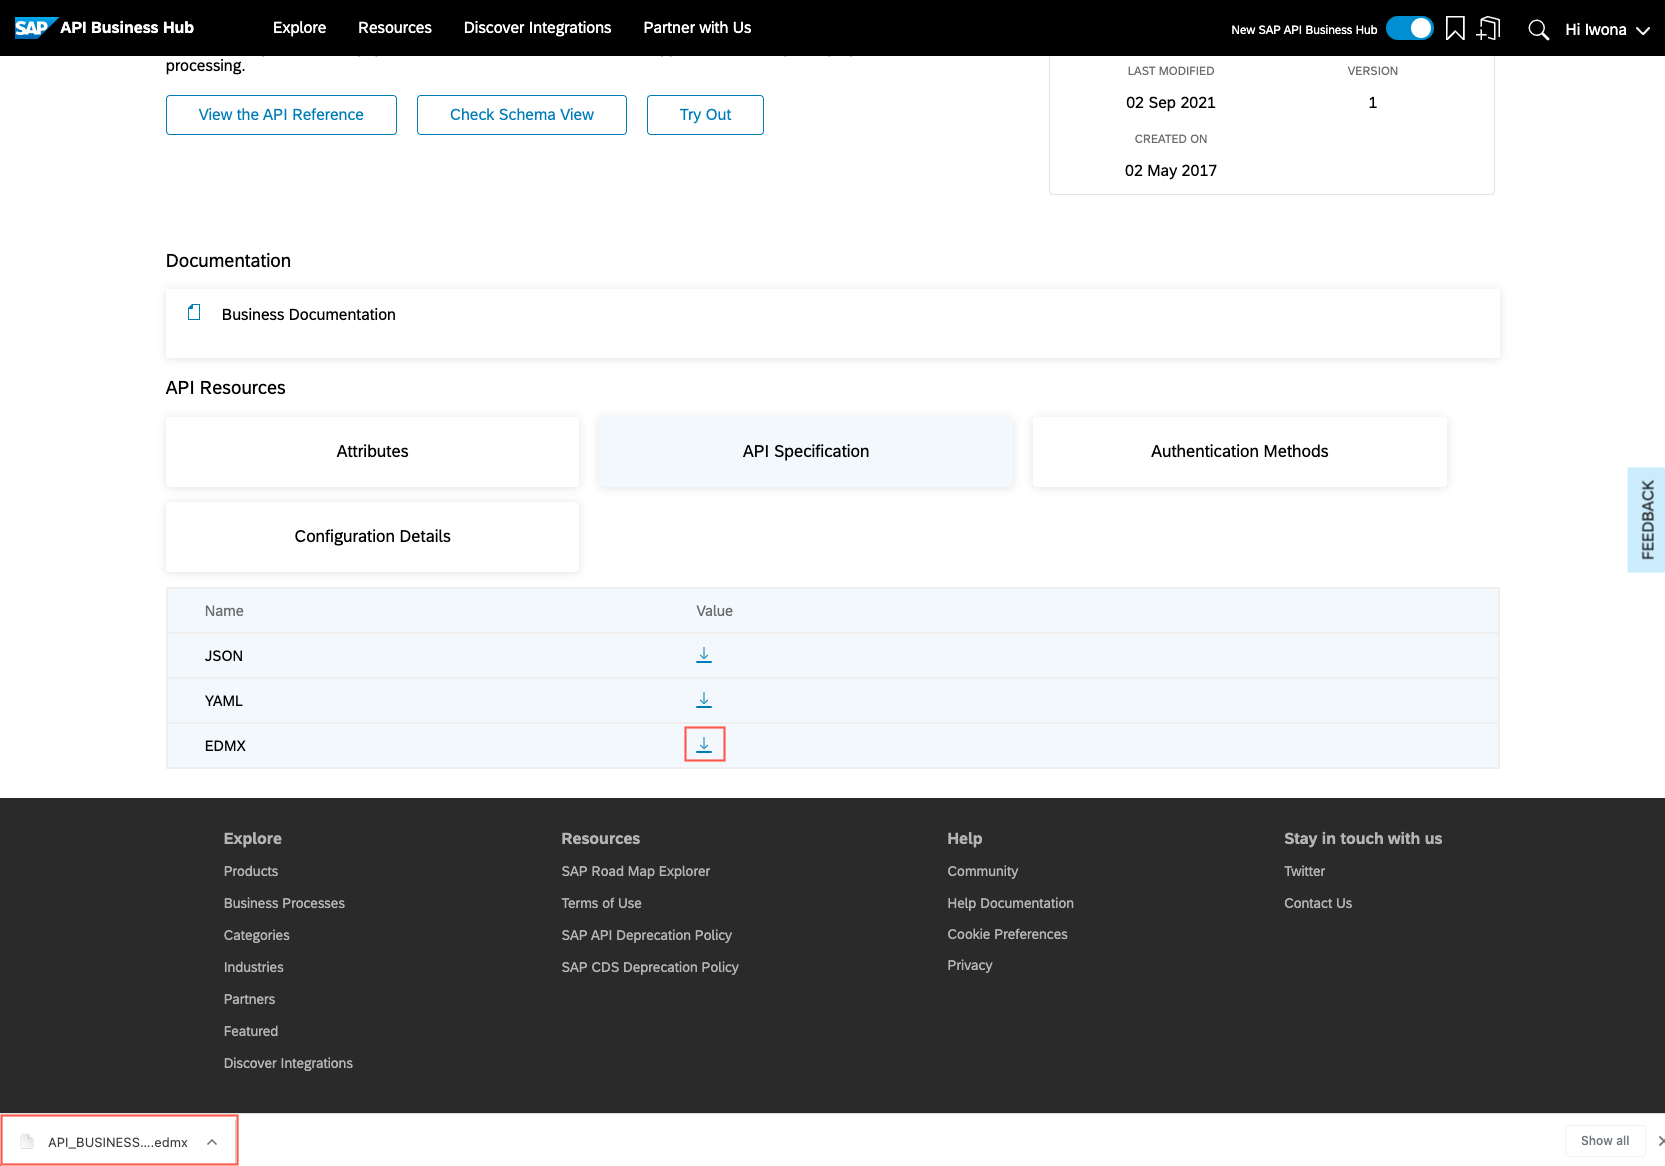 SAP API Business Hub
Explore Resources Discover Integrations Partner with Us
New SAP API Business Hub
Hi Iwona
processing.
View the API Reference Check Schema View Try Out
LAST MODIFIED VERSION
02 Sep 2021 1
CREATED ON
02 May 2017
Documentation
Business Documentation
API Resources
Attributes API Specification Authentication Methods
Configuration Details
FEEDBACK
Name Value
JSON
YAML
EDMX
Explore
Products
Business Processes
Categories
Industries
Partners
Featured
Discover Integrations
Resources
SAP Road Map Explorer
Terms of Use
SAP API Deprecation Policy
SAP CDS Deprecation Policy
Help
Community
Help Documentation
Cookie Preferences
Privacy
Stay in touch with us
Twitter
Contact Us
API_BUSINESS....edmx
Show all